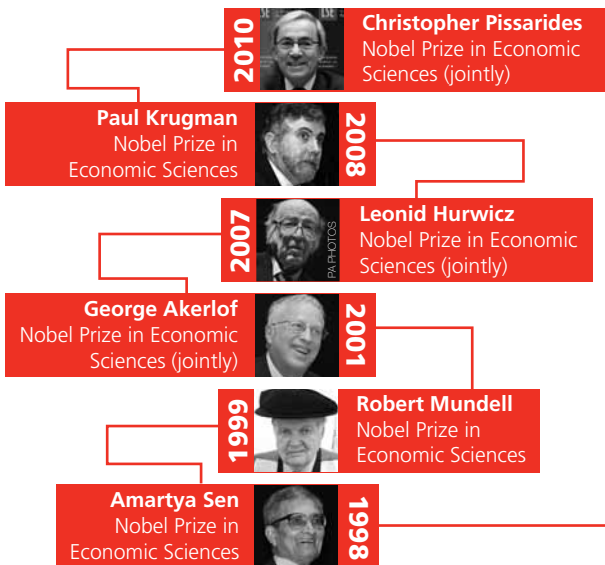 2010
Christopher Pissarides
Nobel Prize in Economic
Sciences (jointly)
Paul Krugman
Nobel Prize in
Economic Sciences
2008
2007
PA PHOTOS
Leonid Hurwicz
Nobel Prize in Economic
Sciences (jointly)
George Akerlof
Nobel Prize in Economic
Sciences (jointly)
2001
1999
Robert Mundell
Nobel Prize in
Economic Sciences
Amartya Sen
Nobel Prize in
Economic Sciences
1998